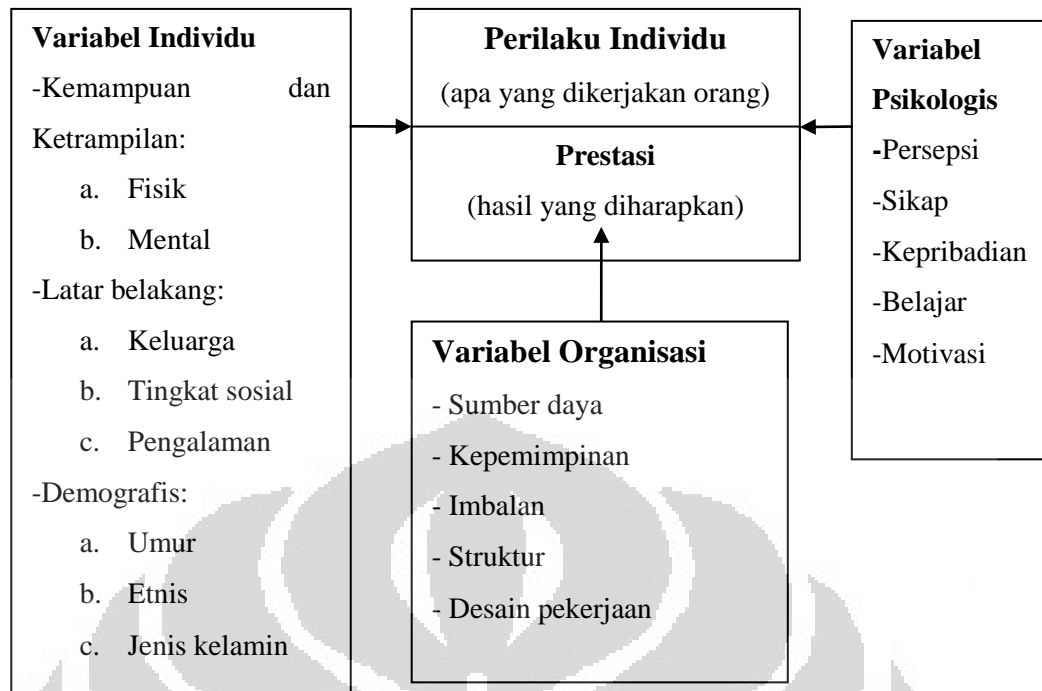 Variabel Individu
-Kemampuan dan
Ketrampilan:
a. Fisik
b. Mental
-Latar belakang:
a. Keluarga
b. Tingkat sosial
c. Pengalaman
-Demografis:
a. Umur
b. Etnis
c. Jenis kelamin
Perilaku Individu
(apa yang dikerjakan orang)
Prestasi
(hasil yang diharapkan)
Variabel Organisasi
- Sumber daya
- Kepemimpinan
- Imbalan
- Struktur
- Desain pekerjaan
Variabel
Psikologis
-Persepsi
-Sikap
-Kepribadian
-Belajar
-Motivasi